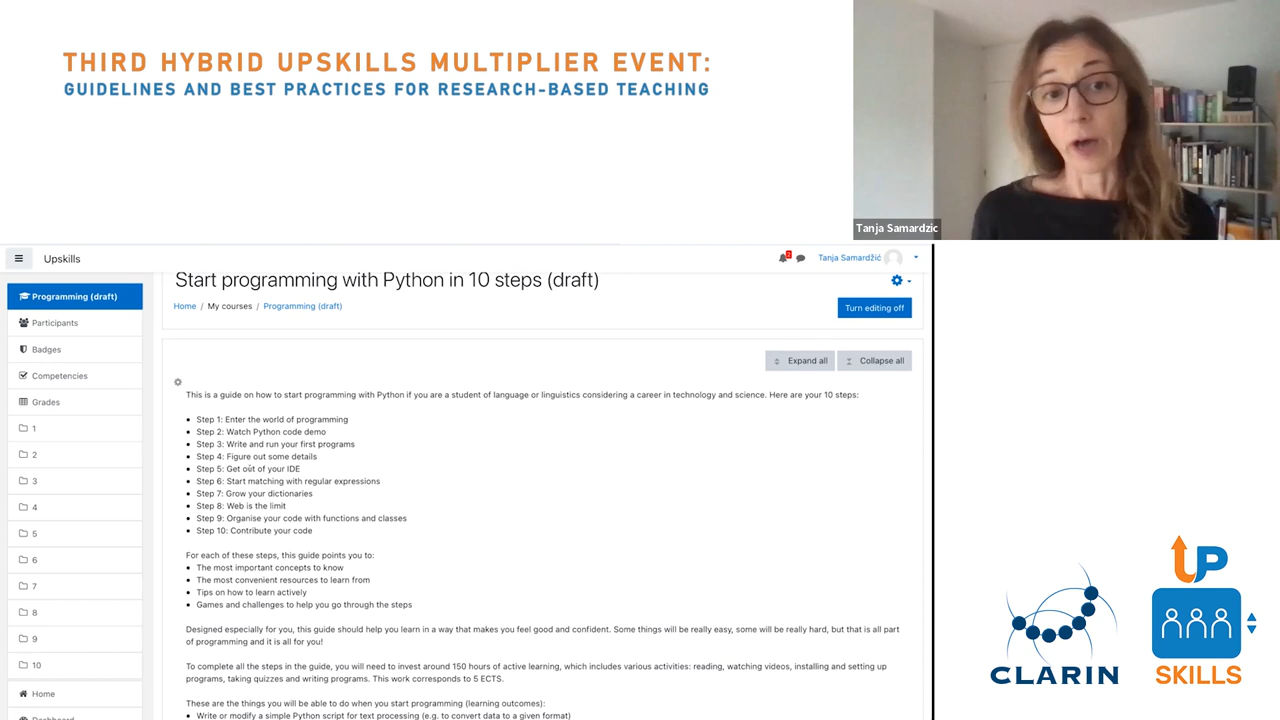 THIRD HYBRID UPSKILLS MULTIPLIER EVENT:
GUIDELINES AND BEST PRACTICES FOR RESEARCH-BASED TEACHING
Tanja Samardzic
Upskills
2
Tanja Samardžić
Programming (draft)
Participants
Badges
Competencies
Grades
1
2
3
4
5
6
7
8
9
10
Home
Dashboard
Start programming with Python in 10 steps (draft)
Home / My courses / Programming (draft)
Turn editing off
Expand all
Collapse all
This is a guide on how to start programming with Python if you are a student of language or linguistics considering a career in technology and science. Here are your 10 steps:
• Step 1: Enter the world of programming
• Step 2: Watch Python code demo
• Step 3: Write and run your first programs
• Step 4: Figure out some details
• Step 5: Get out of your IDE
• Step 6: Start matching with regular expressions
• Step 7: Grow your dictionaries
• Step 8: Web is the limit
• Step 9: Organise your code with functions and classes
• Step 10: Contribute your code
For each of these steps, this guide points you to:
• The most important concepts to know
• The most convenient resources to learn from
• Tips on how to learn actively
• Games and challenges to help you go through the steps
Designed especially for you, this guide should help you learn in a way that makes you feel good and confident. Some things will be really easy, some will be really hard, but that is all part
of programming and it is all for you!
To complete all the steps in the guide, you will need to invest around 150 hours of active learning, which includes various activities: reading, watching videos, installing and setting up
programs, taking quizzes and writing programs. This work corresponds to 5 ECTS.
These are the things you will be able to do when you start programming (learning outcomes):
• Write or modify a simple Python script for text processing (e.g. to convert data to a given format)
CLARIN
UP
SKILLS